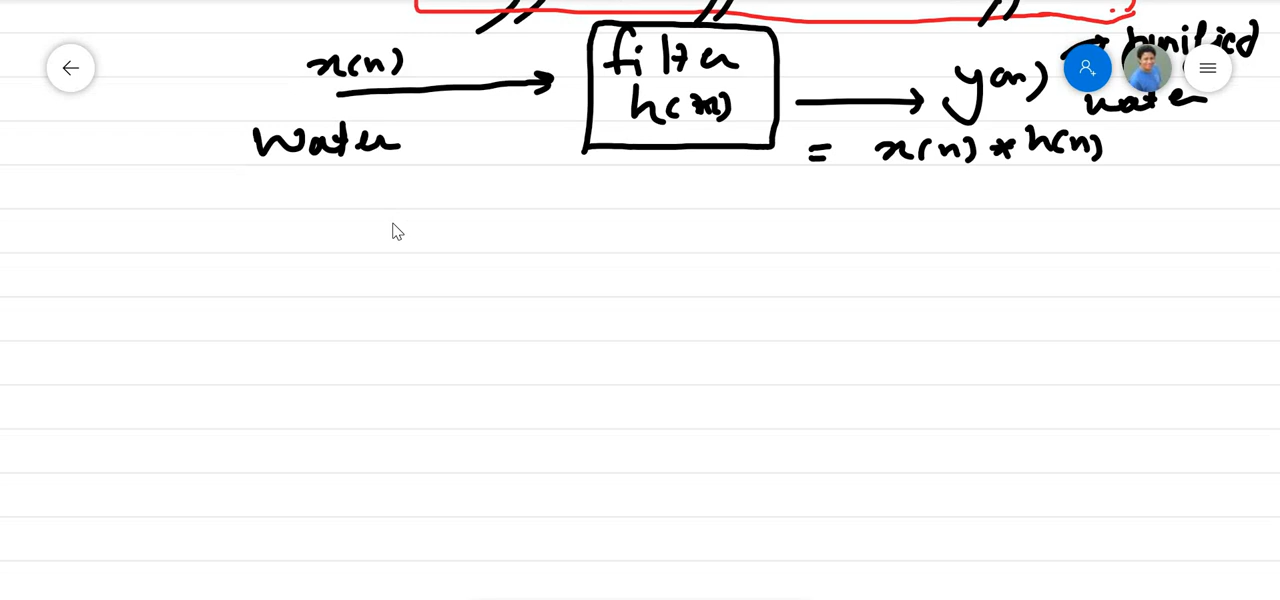 x(n) filter y(n) → purified
water h(n) water
= x(n) * h(n)